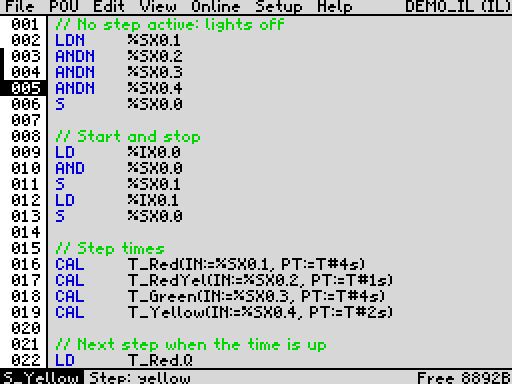 File POU Edit View Online Setup Help DEMO_IL (IL)
001 // No step active: lights off
002 LDN %SX0.1
003 ANDN %SX0.2
004 ANDN %SX0.3
005 ANDN %SX0.4
006 S %SX0.0
007
008 // Start and stop
009 LD %IX0.0
010 AND %SX0.0
011 S %SX0.1
012 LD %IX0.1
013 S %SX0.0
014
015 // Step times
016 CAL T_Red(IN:=%SX0.1, PT:=T#4s)
017 CAL T_RedYel(IN:=%SX0.2, PT:=T#1s)
018 CAL T_Green(IN:=%SX0.3, PT:=T#4s)
019 CAL T_Yellow(IN:=%SX0.4, PT:=T#2s)
020
021 // Next step when the time is up
022 LD T_Red.Q
S_Yellow Step: yellow Free 8892B